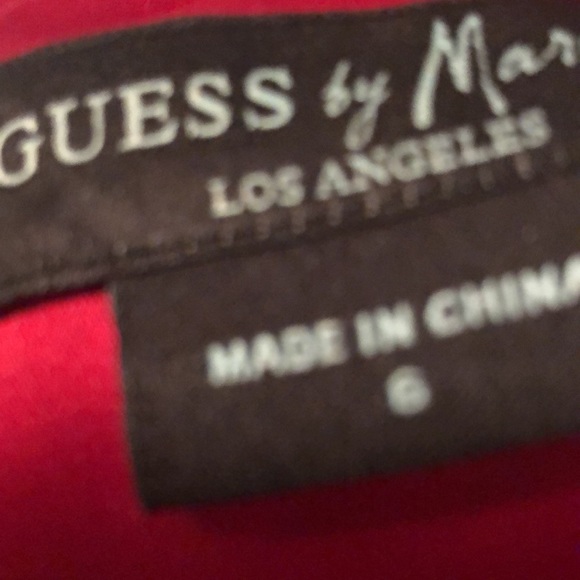 GUESS by Mar
LOS ANGELES
MADE IN CHINA
6